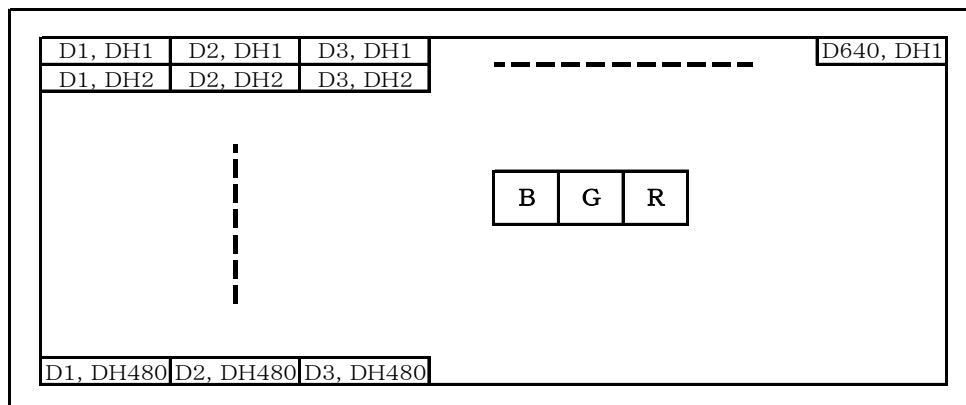 D1, DH1 D2, DH1 D3, DH1 D640, DH1
D1, DH2 D2, DH2 D3, DH2
B G R
D1, DH480 D2, DH480 D3, DH480